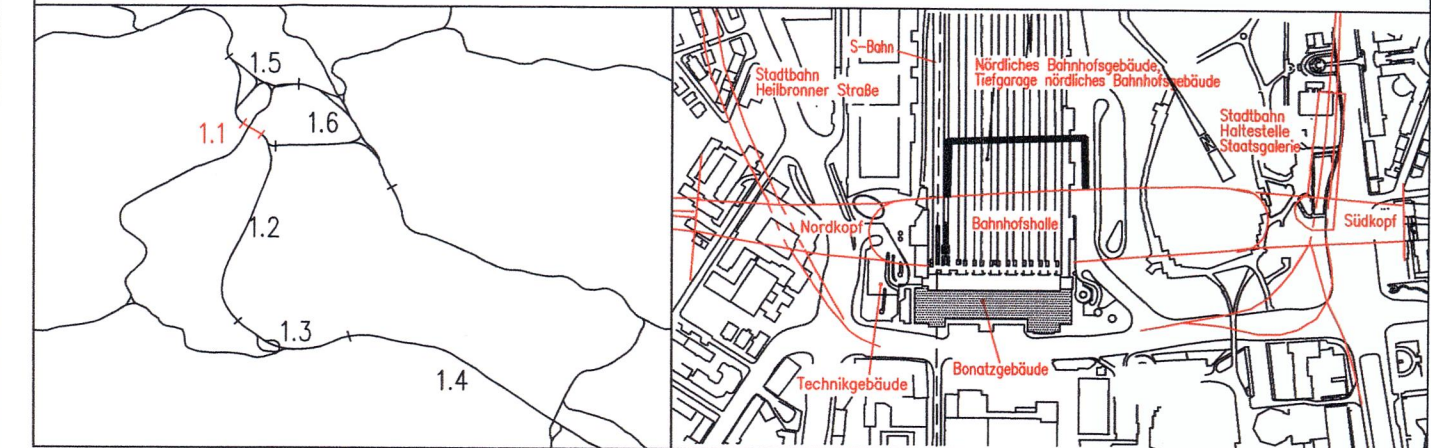 1.5
1.6
1.1
1.2
1.3
1.4
S-Bahn
Nördliches Bahnhofsgebäude,
Tiefgarage nördliches Bahnhofsgebäude
Stadtbahn
Heilbronner Straße
Stadtbahn
Haltestelle
Staatsgalerie
Nordkopf
Bahnhofshalle
Südkopf
Technikgebäude
Bonatzgebäude